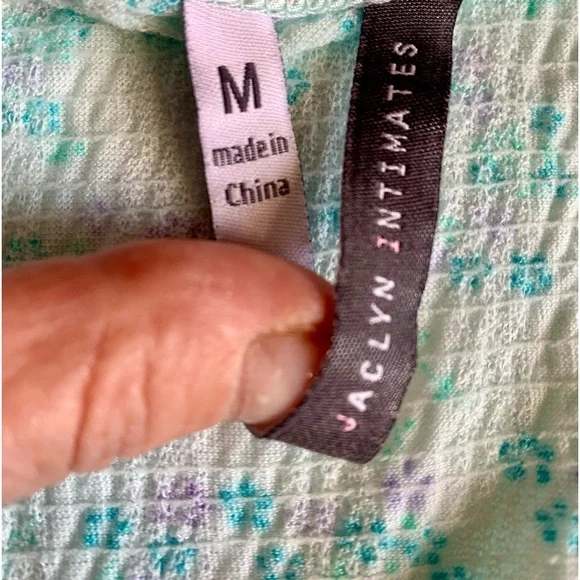 M
made in
China
JACLYN INTIMATES